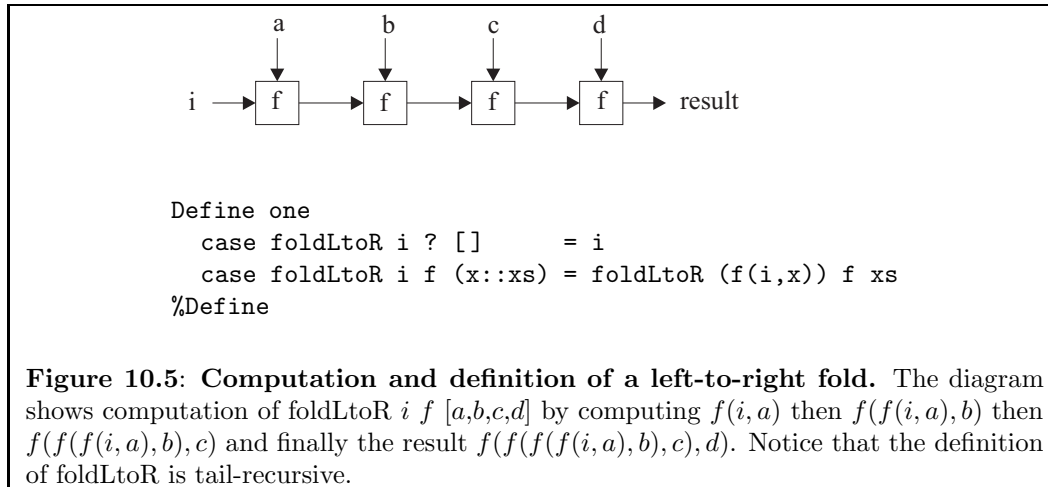 a b c d
i f f f f result
Define one
case foldLtoR i ? [] = i
case foldLtoR i f (x::xs) = foldLtoR (f(i,x)) f xs
%Define
Figure 10.5: Computation and definition of a left-to-right fold. The diagram
shows computation of foldLtoR i f [a,b,c,d] by computing f(i, a) then f(f(i, a), b) then
f(f(f(i, a), b), c) and finally the result f(f(f(f(i, a), b), c), d). Notice that the definition
of foldLtoR is tail-recursive.